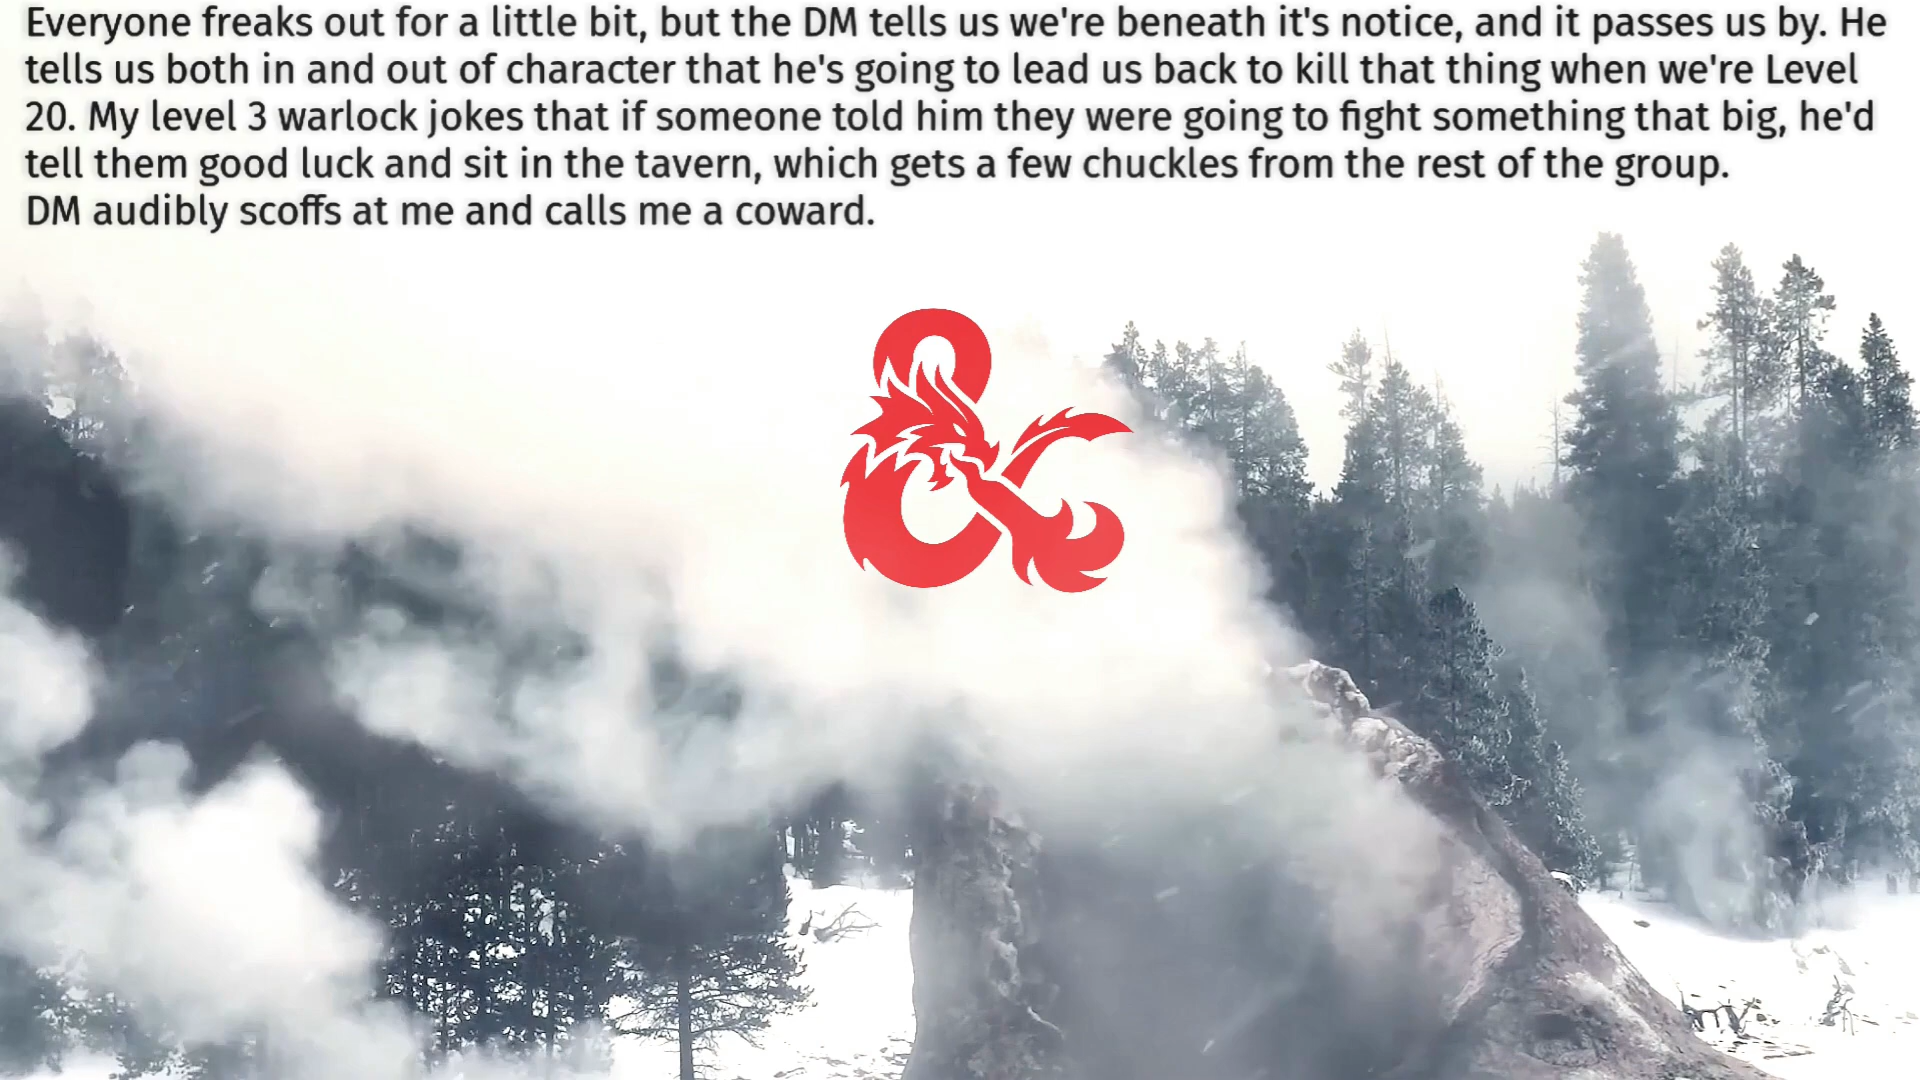 Everyone freaks out for a little bit, but the DM tells us we're beneath it's notice, and it passes us by. He
tells us both in and out of character that he's going to lead us back to kill that thing when we're Level
20. My level 3 warlock jokes that if someone told him they were going to fight something that big, he'd
tell them good luck and sit in the tavern, which gets a few chuckles from the rest of the group.
DM audibly scoffs at me and calls me a coward.